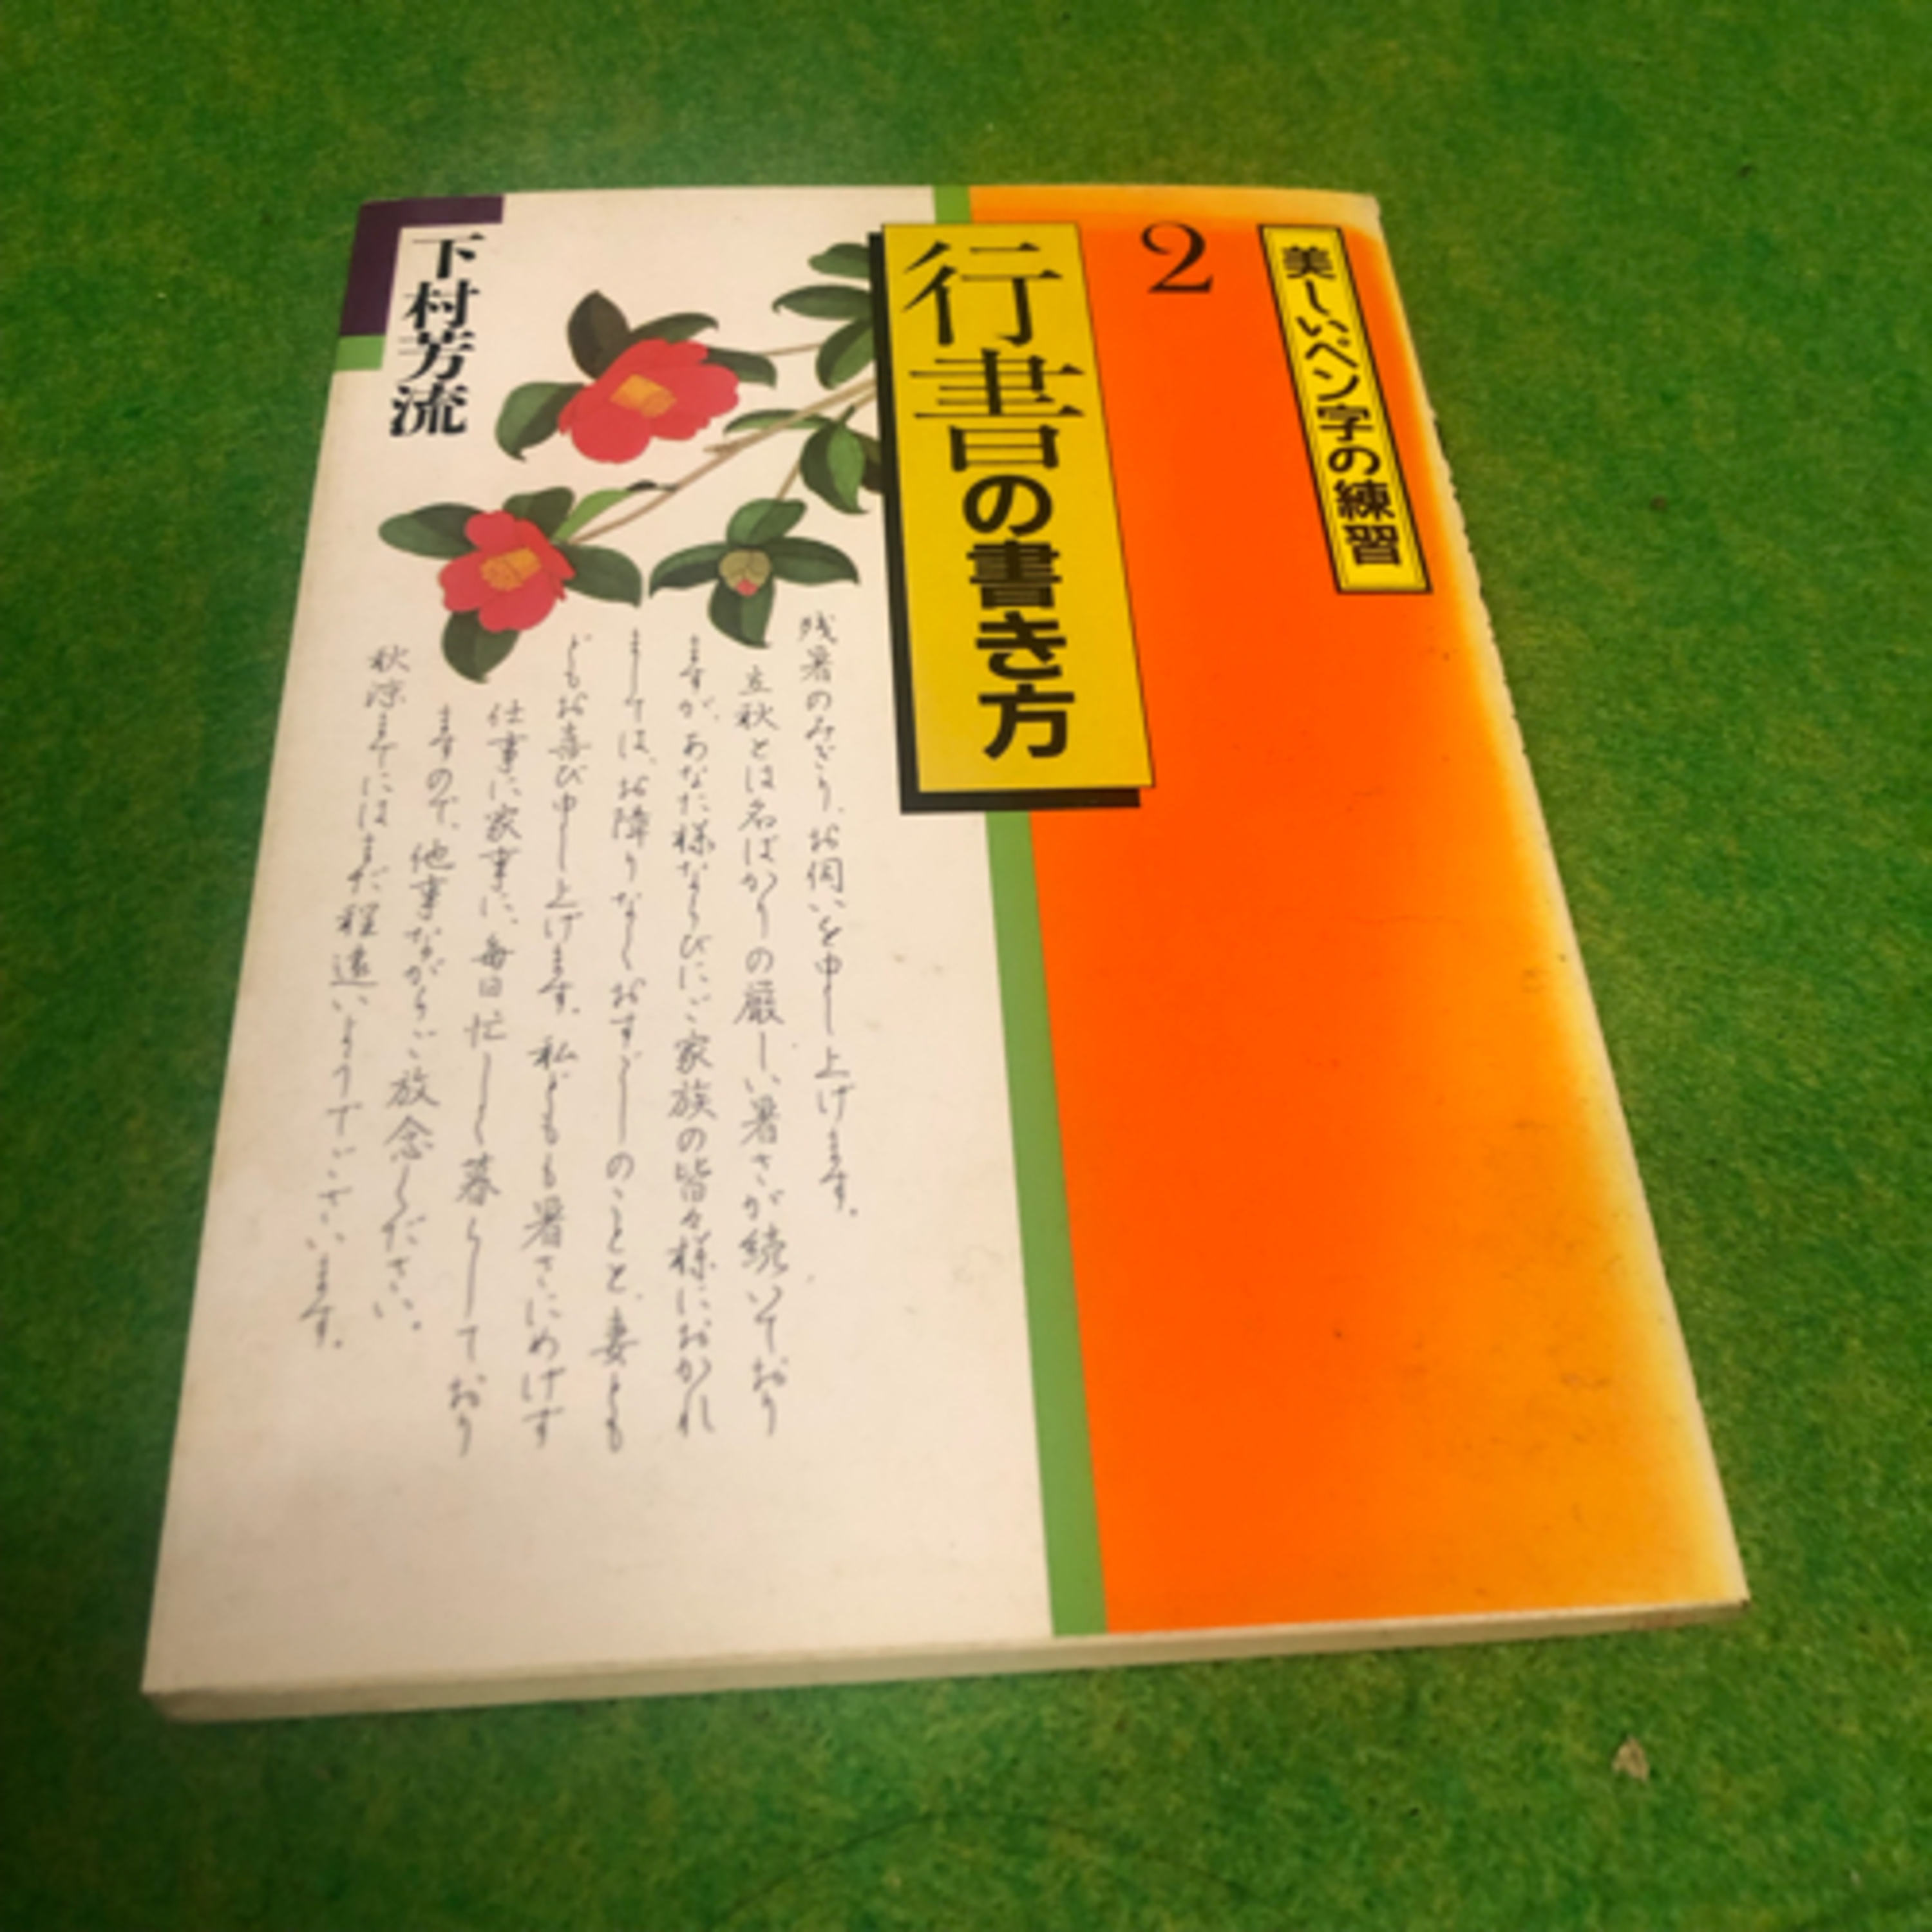 美しいペン字の練習
2
行書の書き方
下村芳流
残暑のみぎり、お伺いを申し上げます。
立秋とは名ばかりの厳しい暑さが続いており
ますが、あなた様ならびにご家族の皆々様におかれ
ましては、お障りなくおすごしのことと、妻とも
どもお喜び申し上げます。私どもも暑さにめげず
仕事に家事に、毎日忙しく暮らしており
ますので、他事ながらご放念ください。
秋涼までにはまだ程遠いようでございます。